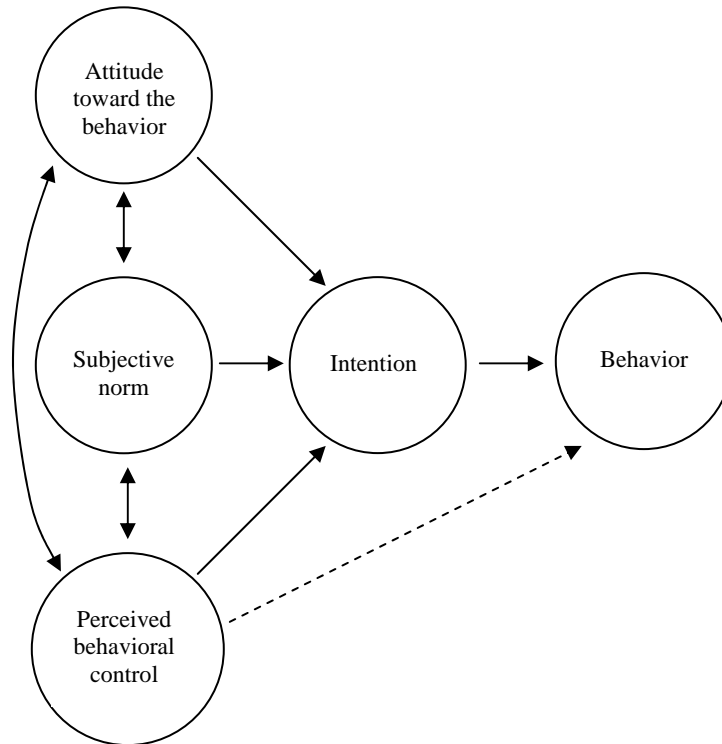 Attitude
toward the
behavior
Subjective
norm
Intention
Behavior
Perceived
behavioral
control